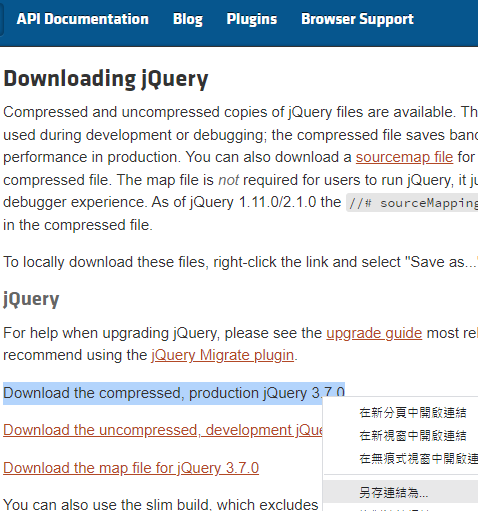 API Documentation Blog Plugins Browser Support
Downloading jQuery
Compressed and uncompressed copies of jQuery files are available. Th
used during development or debugging; the compressed file saves band
performance in production. You can also download a sourcemap file for
compressed file. The map file is not required for users to run jQuery, it ju
debugger experience. As of jQuery 1.11.0/2.1.0 the //# sourceMapping
in the compressed file.
To locally download these files, right-click the link and select "Save as..."
jQuery
For help when upgrading jQuery, please see the upgrade guide most rel
recommend using the jQuery Migrate plugin.
Download the compressed, production jQuery 3.7.0
在新分頁中開啟連結
Download the uncompressed, development jQue
在新視窗中開啟連結
在無痕式視窗中開啟連
Download the map file for jQuery 3.7.0
另存連結為...
You can also use the slim build, which excludes